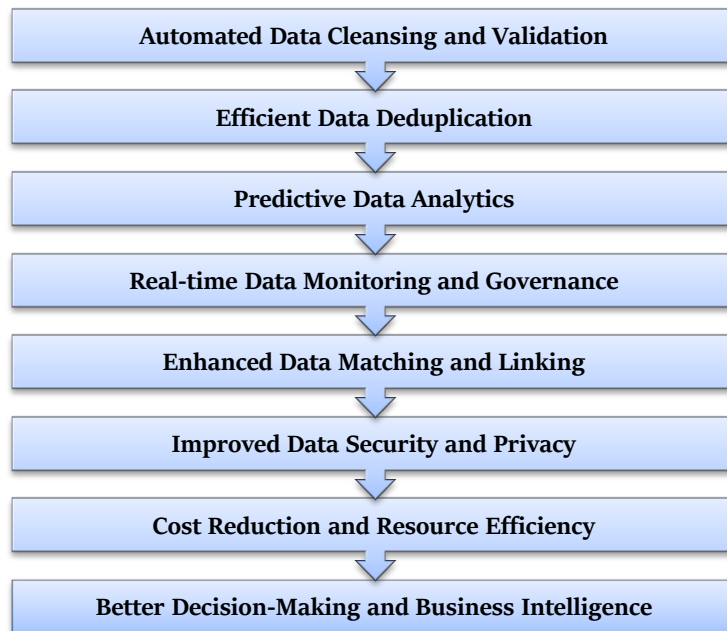 Automated Data Cleansing and Validation
Efficient Data Deduplication
Predictive Data Analytics
Real-time Data Monitoring and Governance
Enhanced Data Matching and Linking
Improved Data Security and Privacy
Cost Reduction and Resource Efficiency
Better Decision-Making and Business Intelligence